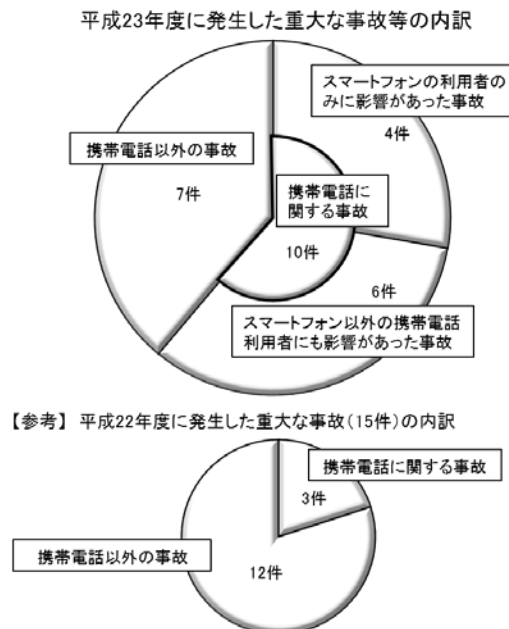 平成23年度に発生した重大な事故等の内訳
スマートフォンの利用者の
みに影響があった事故
4件
携帯電話以外の事故
7件
携帯電話に
関する事故
10件
6件
スマートフォン以外の携帯電話
利用者にも影響があった事故
【参考】 平成22年度に発生した重大な事故(15件)の内訳
携帯電話に関する事故
3件
携帯電話以外の事故
12件